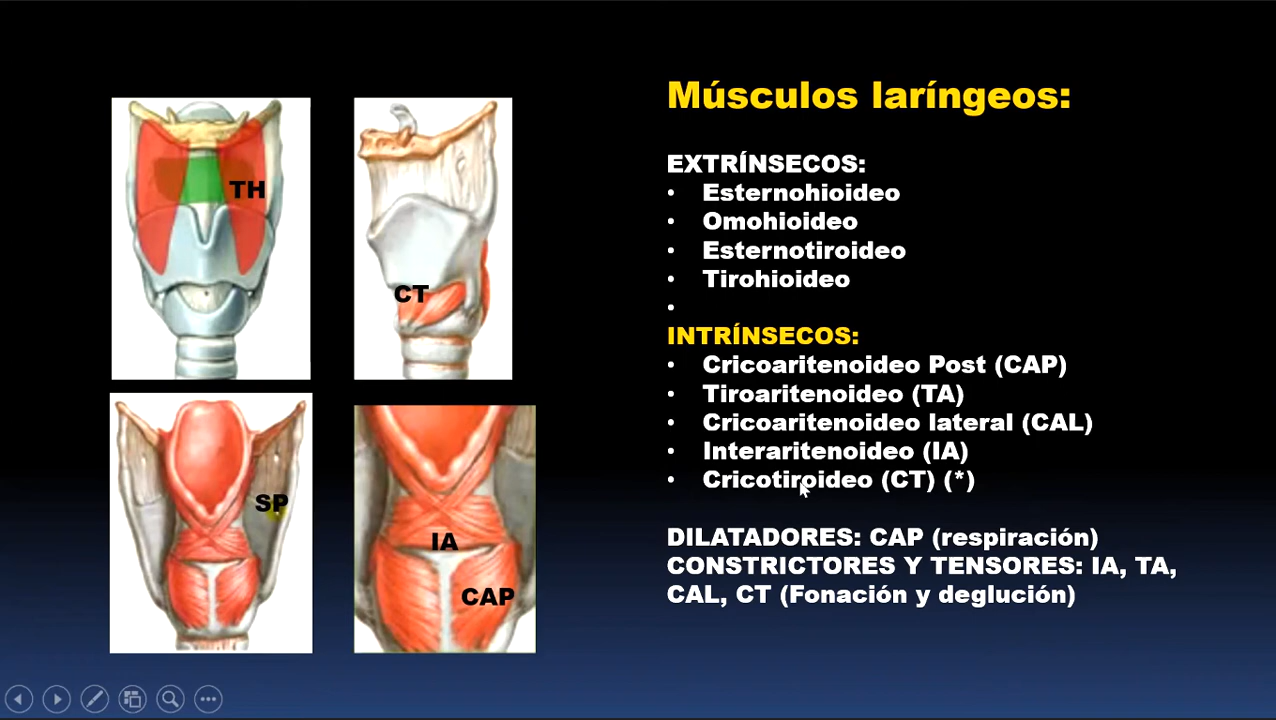 Músculos laríngeos:
EXTRÍNSECOS:
• Esternohioideo
• Omohioideo
• Esternotiroideo
• Tirohioideo
•
INTRÍNSECOS:
• Cricoaritenoideo Post (CAP)
• Tiroaritenoideo (TA)
• Cricoaritenoideo lateral (CAL)
• Interaritenoideo (IA)
• Cricotiroideo (CT) (*)
DILATADORES: CAP (respiración)
CONSTRICTORES Y TENSORES: IA, TA,
CAL, CT (Fonación y deglución)
TH
CT
SP
IA
CAP